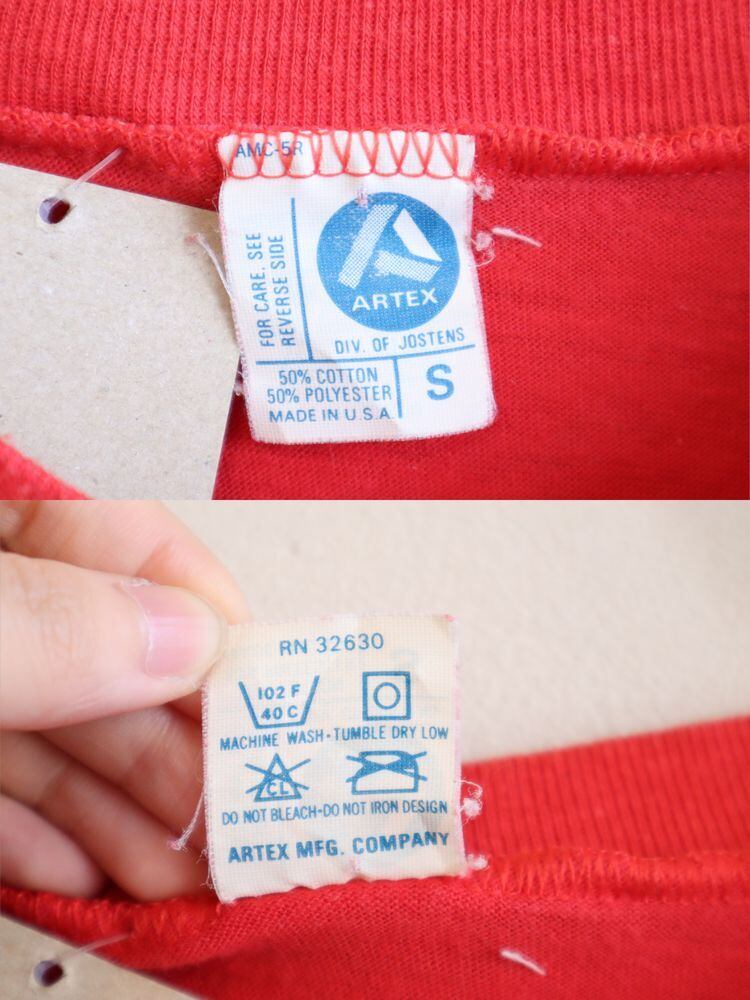 AMC-5R
FOR CARE, SEE
REVERSE SIDE
ARTEX
DIV. OF JOSTENS
50% COTTON
50% POLYESTER
MADE IN U.S.A.
S
RN 32630
102 F
40 C
MACHINE WASH-TUMBLE DRY LOW
CL
DO NOT BLEACH-DO NOT IRON DESIGN
ARTEX MFG. COMPANY